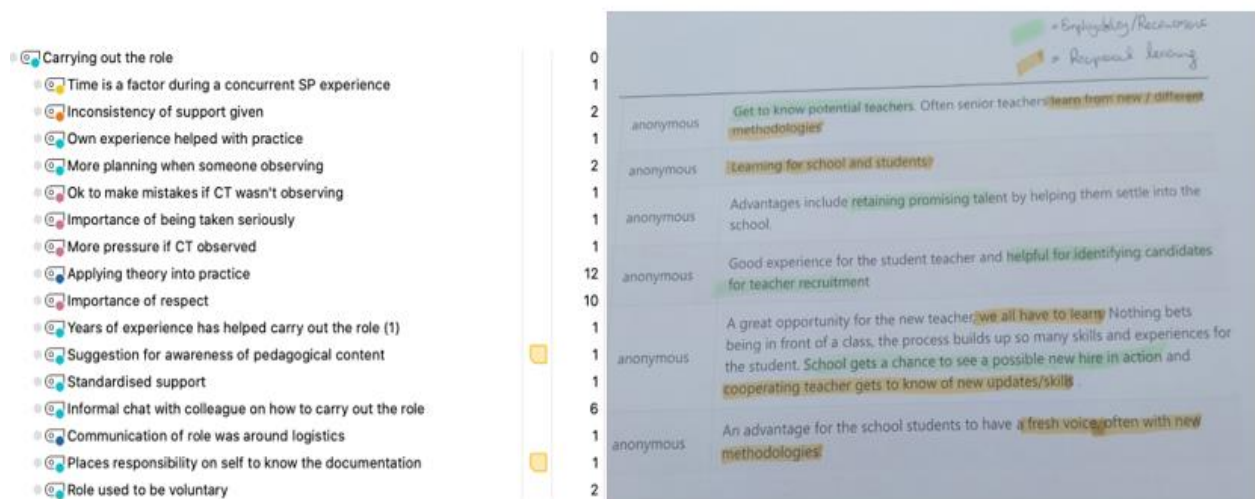 Carrying out the role 0
Time is a factor during a concurrent SP experience 1
Inconsistency of support given 2
Own experience helped with practice 1
More planning when someone observing 2
Ok to make mistakes if CT wasn't observing 1
Importance of being taken seriously 1
More pressure if CT observed 1
Applying theory into practice 12
Importance of respect 10
Years of experience has helped carry out the role (1) 1
Suggestion for awareness of pedagogical content 1
Standardised support 1
Informal chat with colleague on how to carry out the role 6
Communication of role was around logistics 1
Places responsibility on self to know the documentation 1
Role used to be voluntary 2
= Reciprocal learning
Get to know potential teachers. Often senior teachers learn from new / different
anonymous
methodologies
anonymous Learning for school and students?
Advantages include retaining promising talent by helping them settle into the
anonymous
school.
Good experience for the student teacher and helpful for identifying candidates
anonymous
for teacher recruitment
A great opportunity for the new teacher, we all have to learn Nothing bets
being in front of a class, the process builds up so many skills and experiences for
anonymous
the student. School gets a chance to see a possible new hire in action and
cooperating teacher gets to know of new updates/skills .
An advantage for the school students to have a fresh voice, often with new
anonymous
methodologies